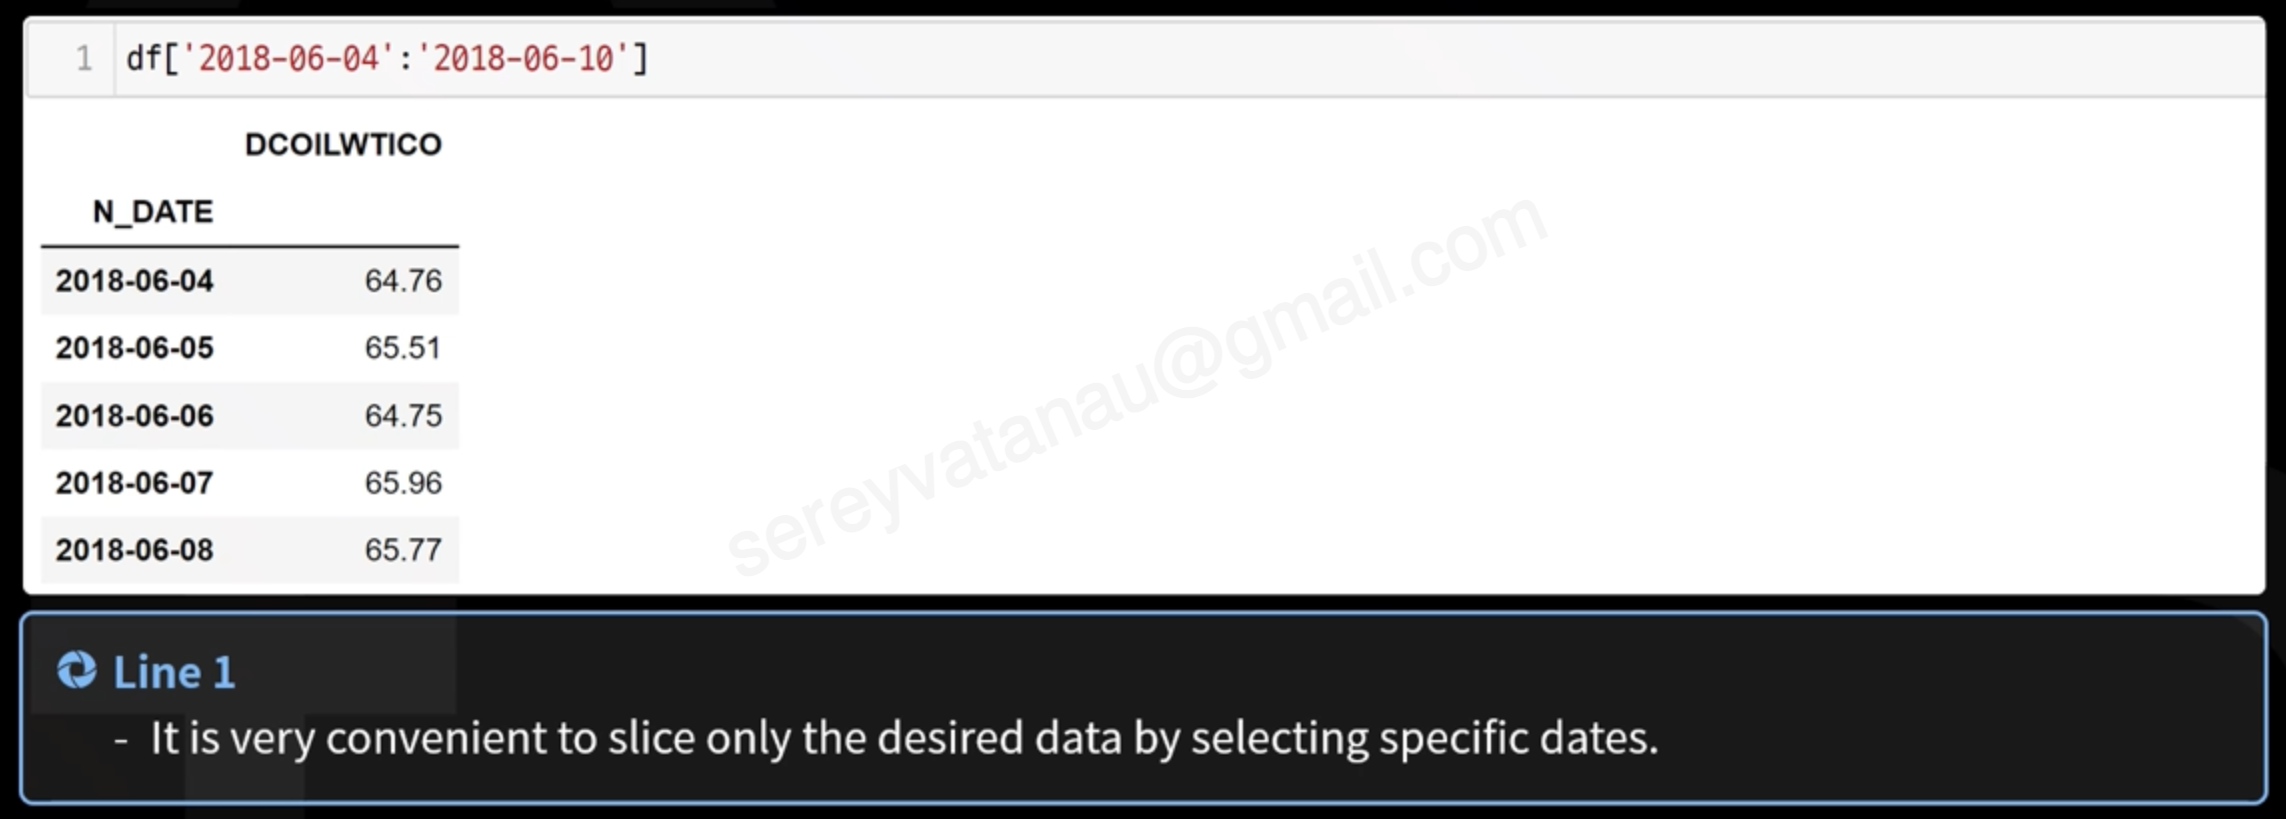 1 df['2018-06-04':'2018-06-10']
DCOILWTICO
N_DATE
2018-06-04 64.76
2018-06-05 65.51
2018-06-06 64.75
2018-06-07 65.96
2018-06-08 65.77
sereyvatanau@gmail.com
Line 1
- It is very convenient to slice only the desired data by selecting specific dates.